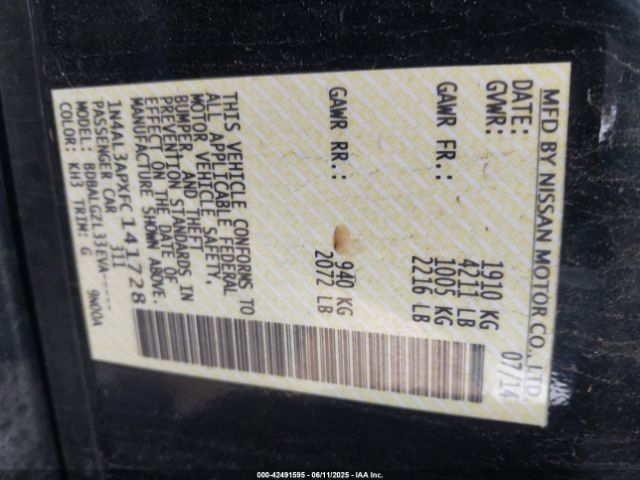 MFD BY NISSAN MOTOR CO., LTD.
DATE: 07/14
GVWR: 1910 KG
4211 LB
GAWR FR.: 1005 KG
2216 LB
GAWR RR.: 940 KG
2072 LB
THIS VEHICLE CONFORMS TO
ALL APPLICABLE FEDERAL
MOTOR VEHICLE SAFETY,
BUMPER, AND THEFT
PREVENTION STANDARDS IN
EFFECT ON THE DATE OF
MANUFACTURE SHOWN ABOVE.
1N4AL3APXFC141728
PASSENGER CAR 311
MODEL: BDBALGZL33EVA-----
COLOR: KH3 TRIM: G 9N00A
000-42491595 - 06/11/2025 - IAA Inc.